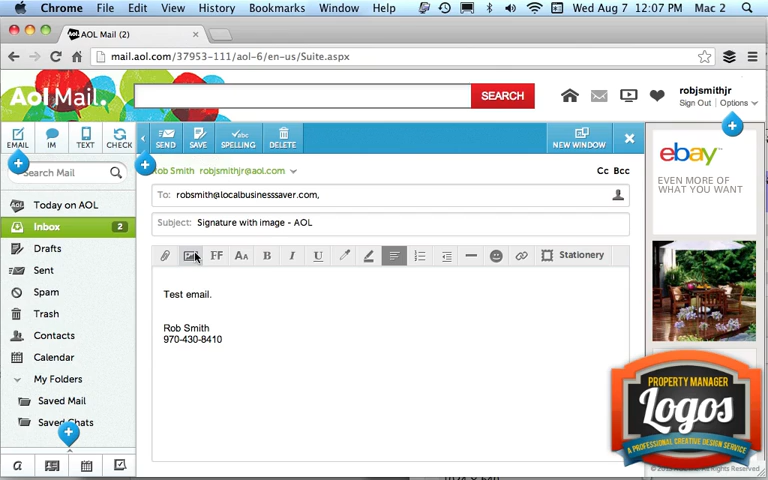 Chrome File Edit View History Bookmarks Window Help Wed Aug 7 12:07 PM Mac 2
AOL Mail (2)
mail.aol.com/37953-111/aol-6/en-us/Suite.aspx
Aol Mail.
SEARCH
robjsmithjr
Sign Out Options
EMAIL IM TEXT CHECK
SEND SAVE SPELLING DELETE NEW WINDOW
Search Mail
Rob Smith robjsmithjr@aol.com Cc Bcc
To: robsmith@localbusinesssaver.com,
Subject: Signature with image - AOL
FF AA B I U Stationery
Test email.
Rob Smith
970-430-8410
Today on AOL
Inbox 2
Drafts
Sent
Spam
Trash
Contacts
Calendar
My Folders
Saved Mail
Saved Chats
a
ebay
EVEN MORE OF
WHAT YOU WANT
PROPERTY MANAGER
Logos
A PROFESSIONAL CREATIVE DESIGN SERVICE